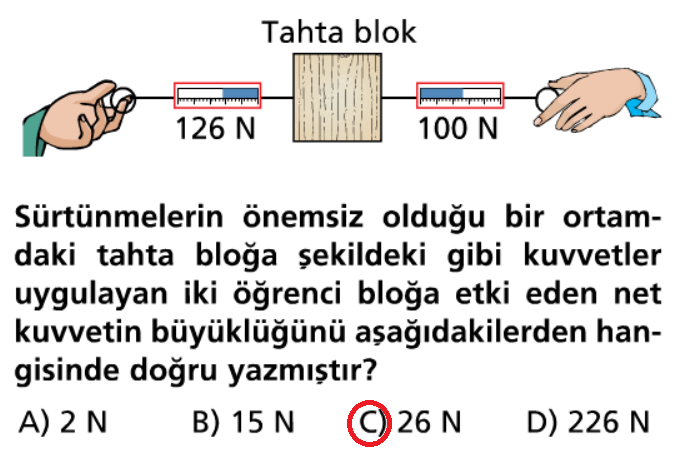 Tahta blok
126 N 100 N
Sürtünmelerin önemsiz olduğu bir ortam-
daki tahta bloğa şekildeki gibi kuvvetler
uygulayan iki öğrenci bloğa etki eden net
kuvvetin büyüklüğünü aşağıdakilerden han-
gisinde doğru yazmıştır?
A) 2 N B) 15 N C) 26 N D) 226 N